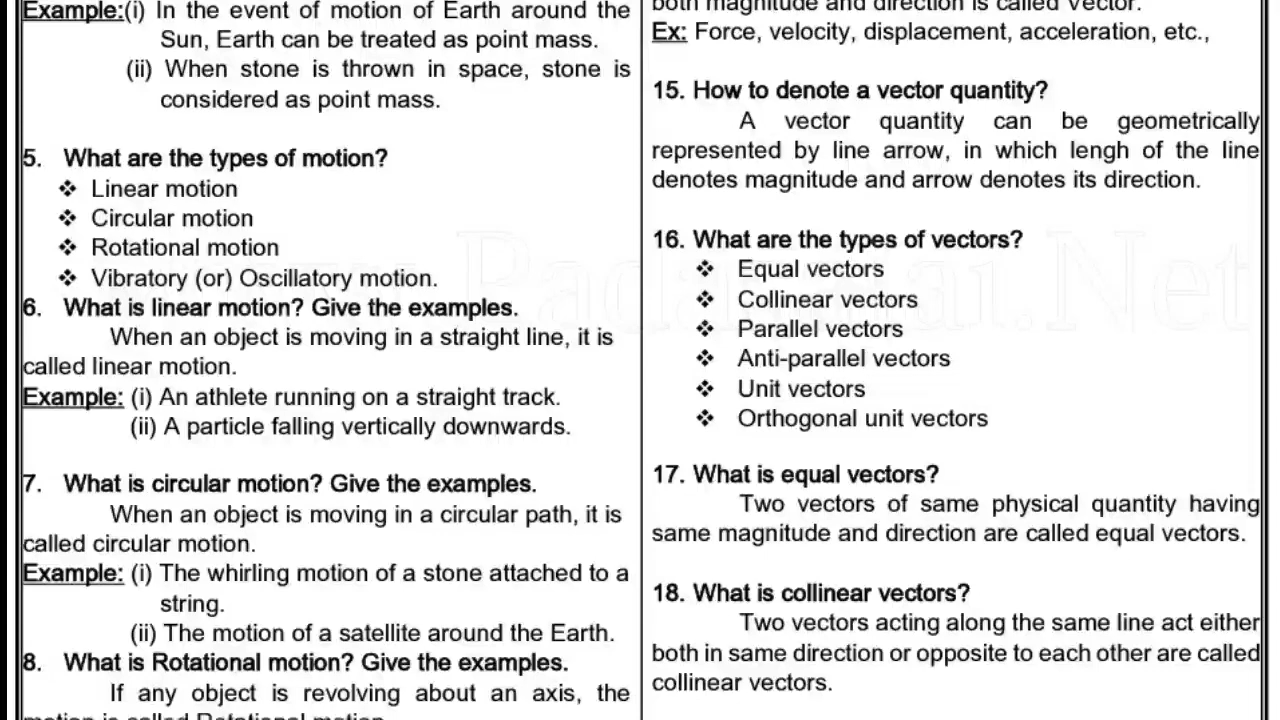 Example:(i) In the event of motion of Earth around the
Sun, Earth can be treated as point mass.
(ii) When stone is thrown in space, stone is
considered as point mass.
5. What are the types of motion?
❖ Linear motion
❖ Circular motion
❖ Rotational motion
❖ Vibratory (or) Oscillatory motion.
6. What is linear motion? Give the examples.
When an object is moving in a straight line, it is
called linear motion.
Example: (i) An athlete running on a straight track.
(ii) A particle falling vertically downwards.
7. What is circular motion? Give the examples.
When an object is moving in a circular path, it is
called circular motion.
Example: (i) The whirling motion of a stone attached to a
string.
(ii) The motion of a satellite around the Earth.
8. What is Rotational motion? Give the examples.
If any object is revolving about an axis, the
motion is called Rotational motion.
both magnitude and direction is called Vector.
Ex: Force, velocity, displacement, acceleration, etc.,
15. How to denote a vector quantity?
A vector quantity can be geometrically
represented by line arrow, in which lengh of the line
denotes magnitude and arrow denotes its direction.
16. What are the types of vectors?
❖ Equal vectors
❖ Collinear vectors
❖ Parallel vectors
❖ Anti-parallel vectors
❖ Unit vectors
❖ Orthogonal unit vectors
17. What is equal vectors?
Two vectors of same physical quantity having
same magnitude and direction are called equal vectors.
18. What is collinear vectors?
Two vectors acting along the same line act either
both in same direction or opposite to each other are called
collinear vectors.